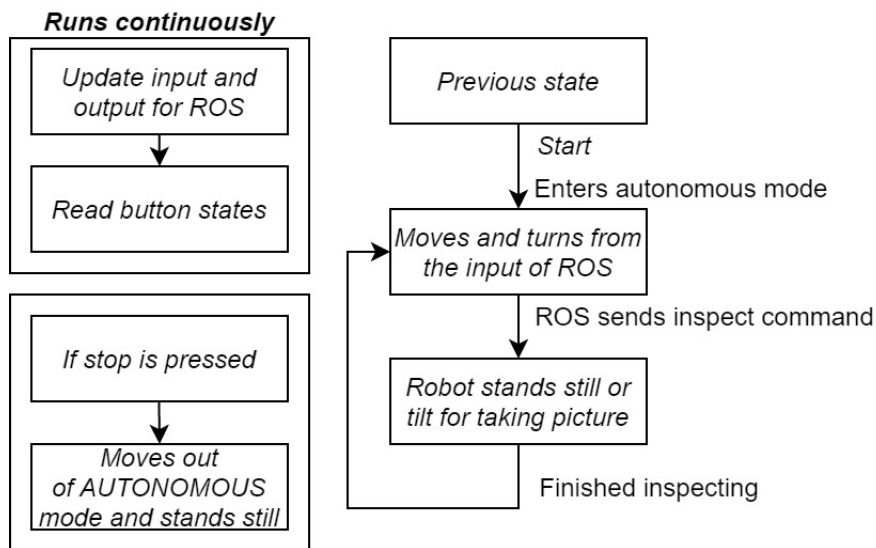 Runs continuously
Update input and
output for ROS
Read button states
If stop is pressed
Moves out
of AUTONOMOUS
mode and stands still
Previous state
Start
Enters autonomous mode
Moves and turns from
the input of ROS
ROS sends inspect command
Robot stands still or
tilt for taking picture
Finished inspecting